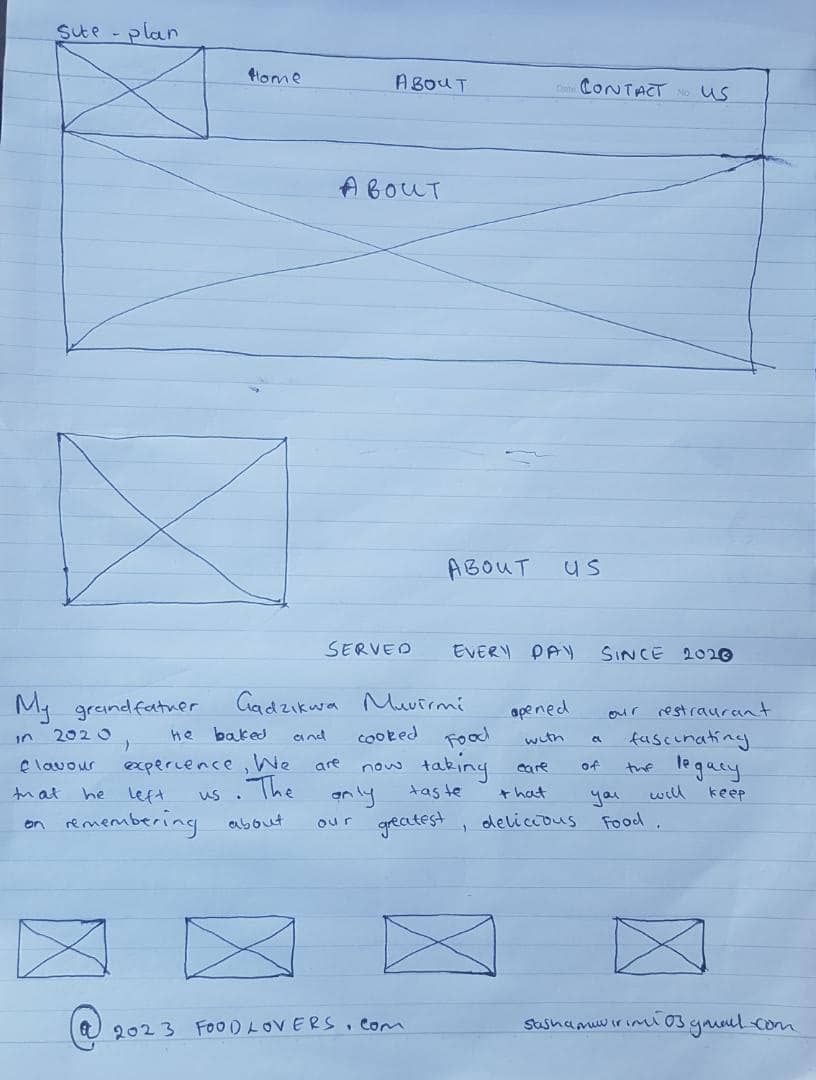 site - plan
Home ABOUT CONTACT US
ABOUT
ABOUT US
SERVED EVERY DAY SINCE 2020
My grandfather Gadzikwa Muvirmi opened our restraurant
in 2020, he baked and cooked food with a fascinating
flavour experience, We are now taking care of the legacy
that he left us. The only taste that you will keep
on remembering about our greatest, delicious food.
@ 2023 FOODLOVERS.com sashamuvirimi03gmail.com